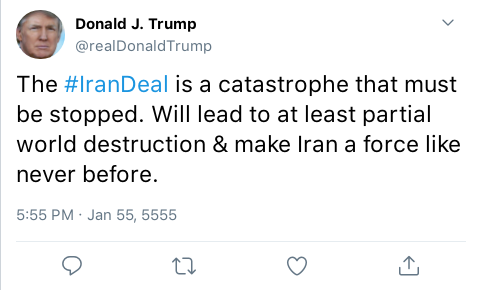 Donald J. Trump
@realDonaldTrump
The #IranDeal is a catastrophe that must
be stopped. Will lead to at least partial
world destruction & make Iran a force like
never before.
5:55 PM · Jan 55, 5555